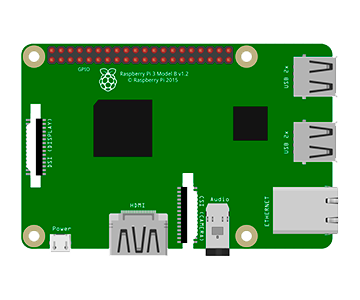 GPIO
Raspberry Pi 3 Model B v1.2
© Raspberry Pi 2015
USB 2x
DSI (DISPLAY)
USB 2x
HDMI
CSI (CAMERA)
Audio
ETHERNET
Power